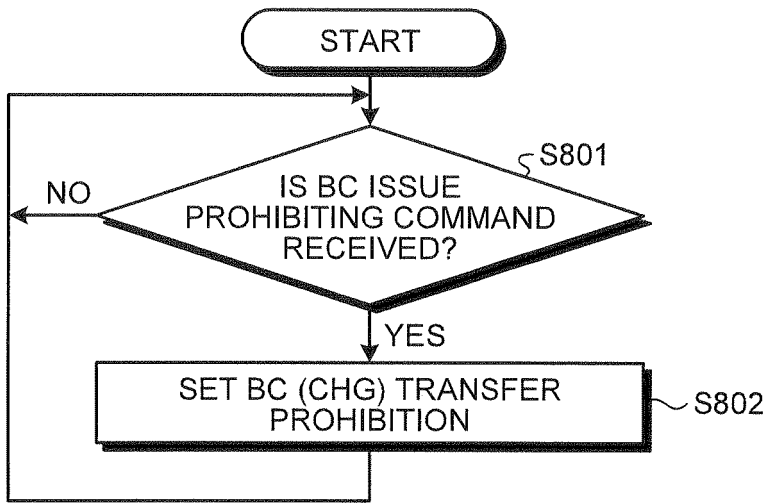 START
S801
IS BC ISSUE
PROHIBITING COMMAND
RECEIVED?
NO
YES
SET BC (CHG) TRANSFER
PROHIBITION
S802